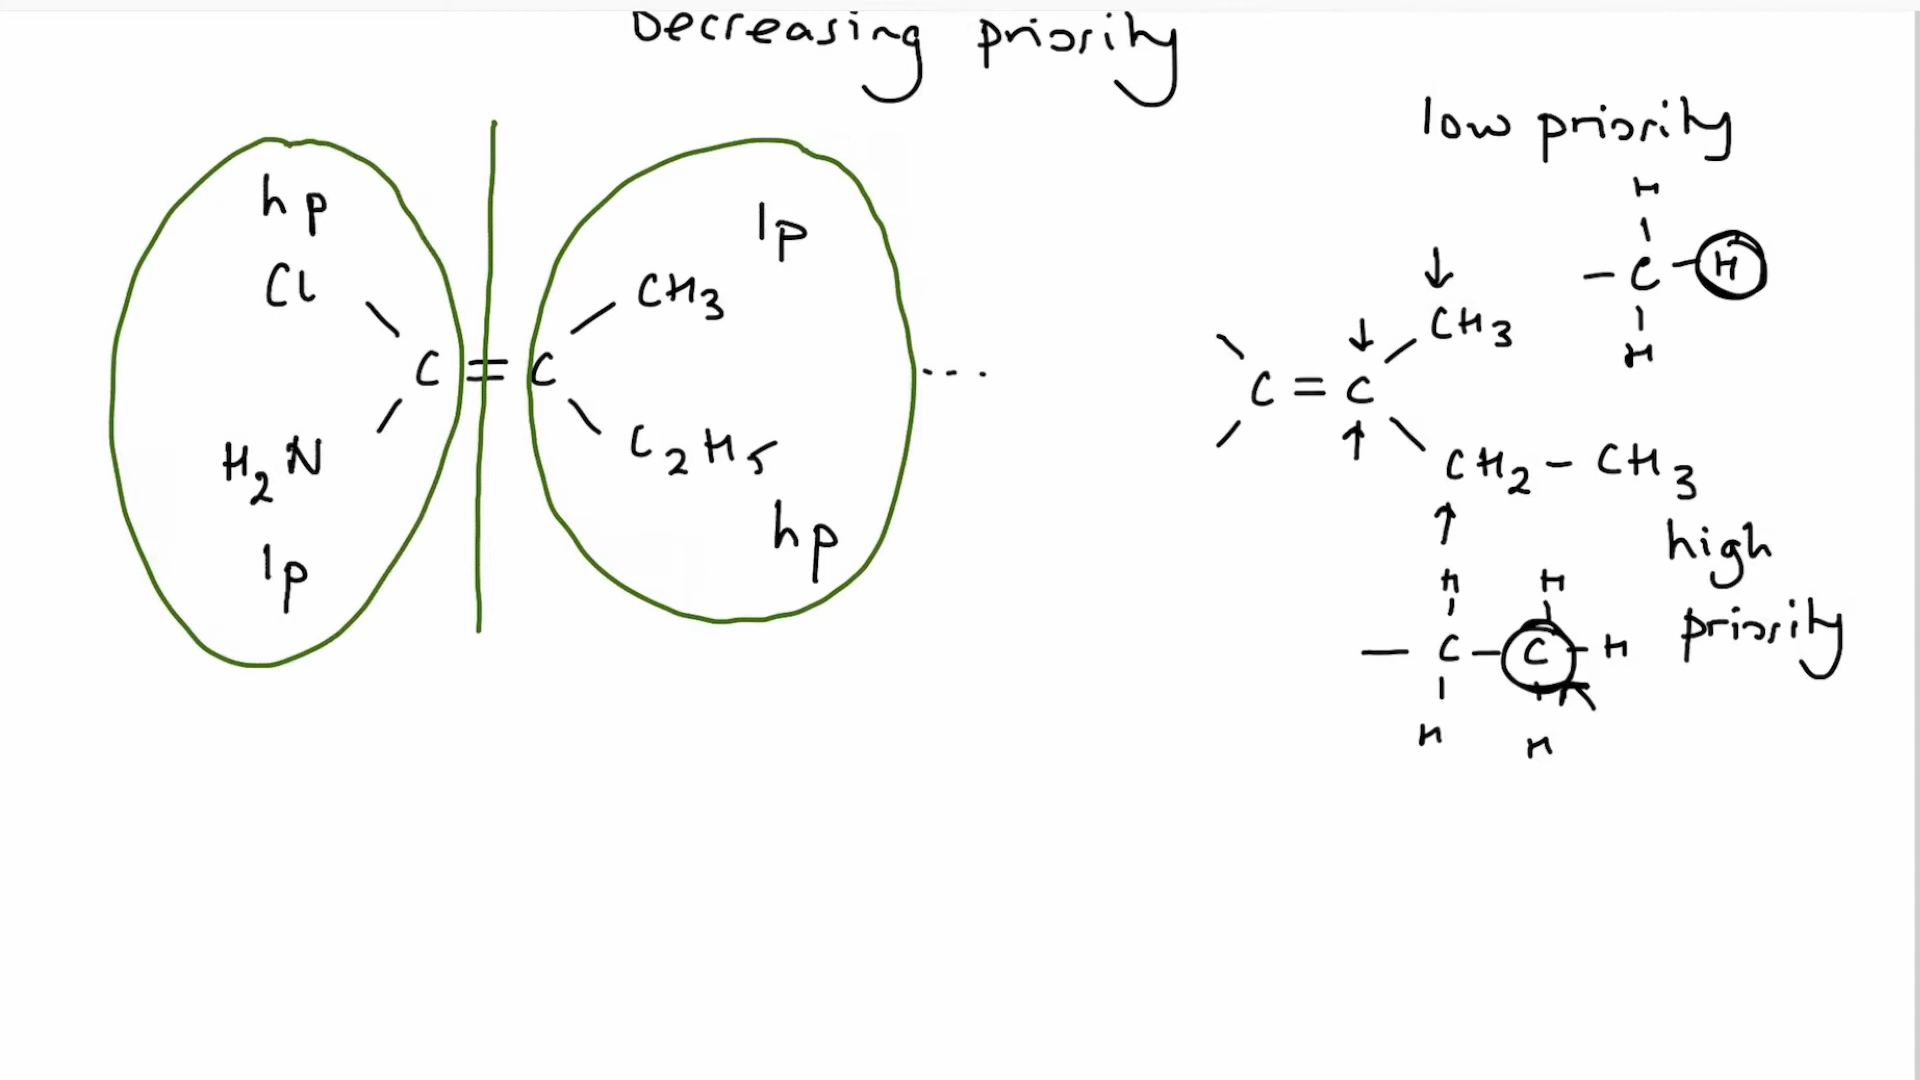 Decreasing priority
hp
Cl
C = C
H2N
lp
lp
CH3
C2H5
hp
...
low priority
H
- C - H
H
CH3
C = C
CH2 - CH3
high
priority
H H
- C - C - H
H H